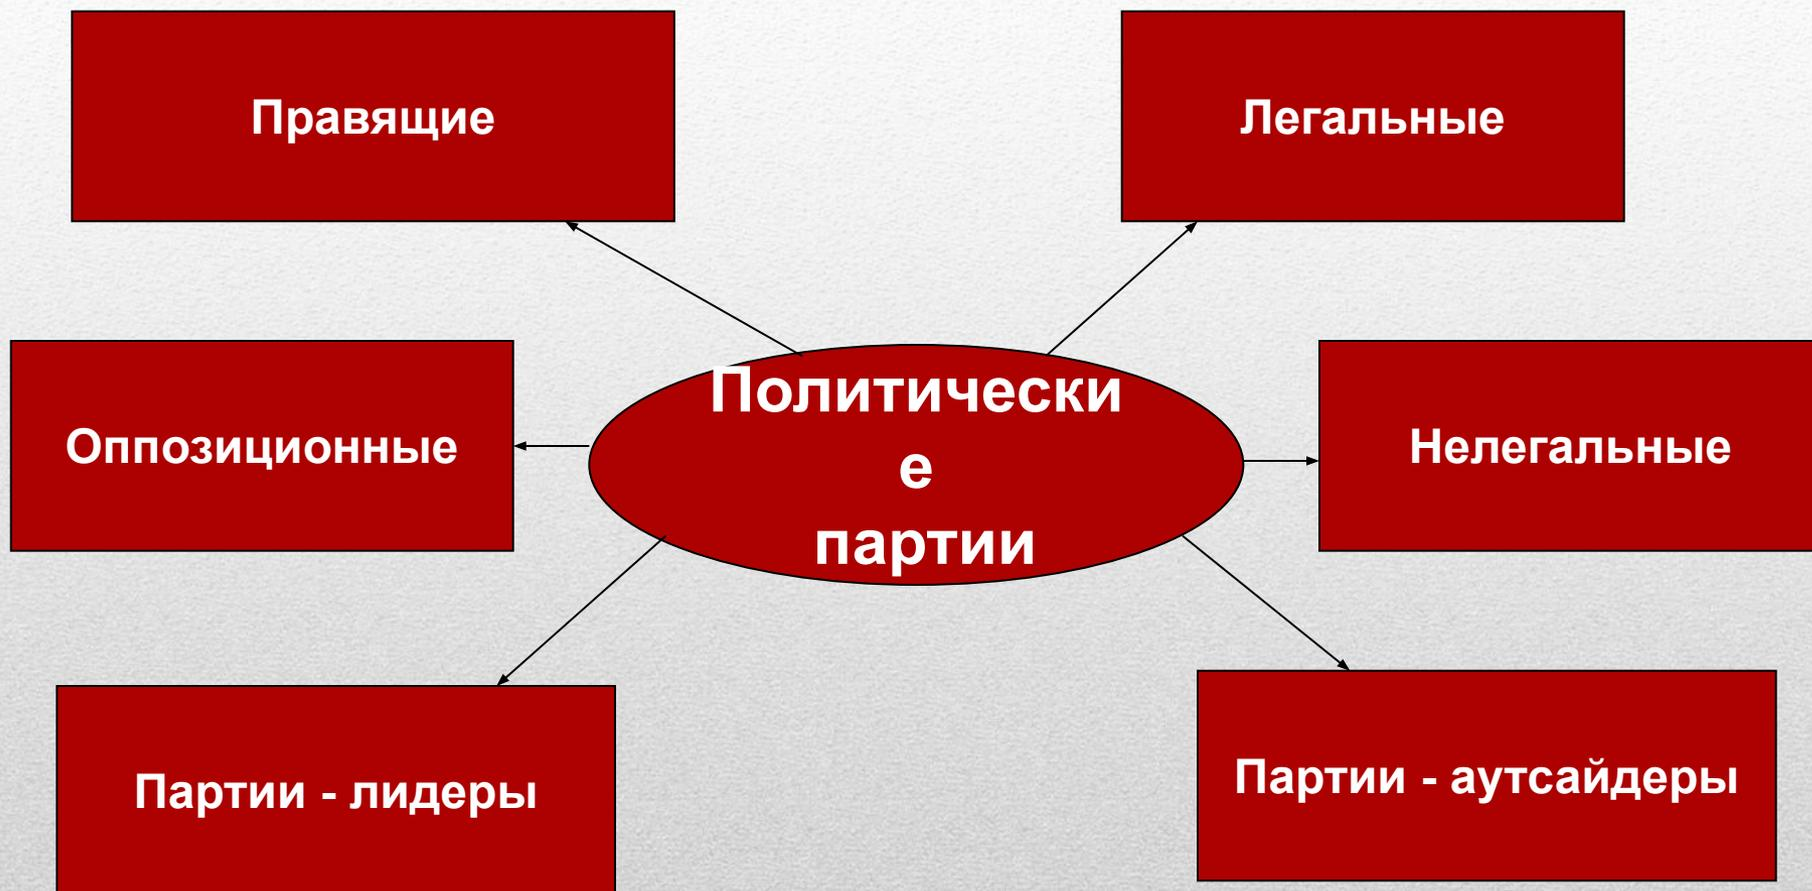 Правящие
Легальные
Оппозиционные
Политически
е
партии
Нелегальные
Партии - лидеры
Партии - аутсайдеры